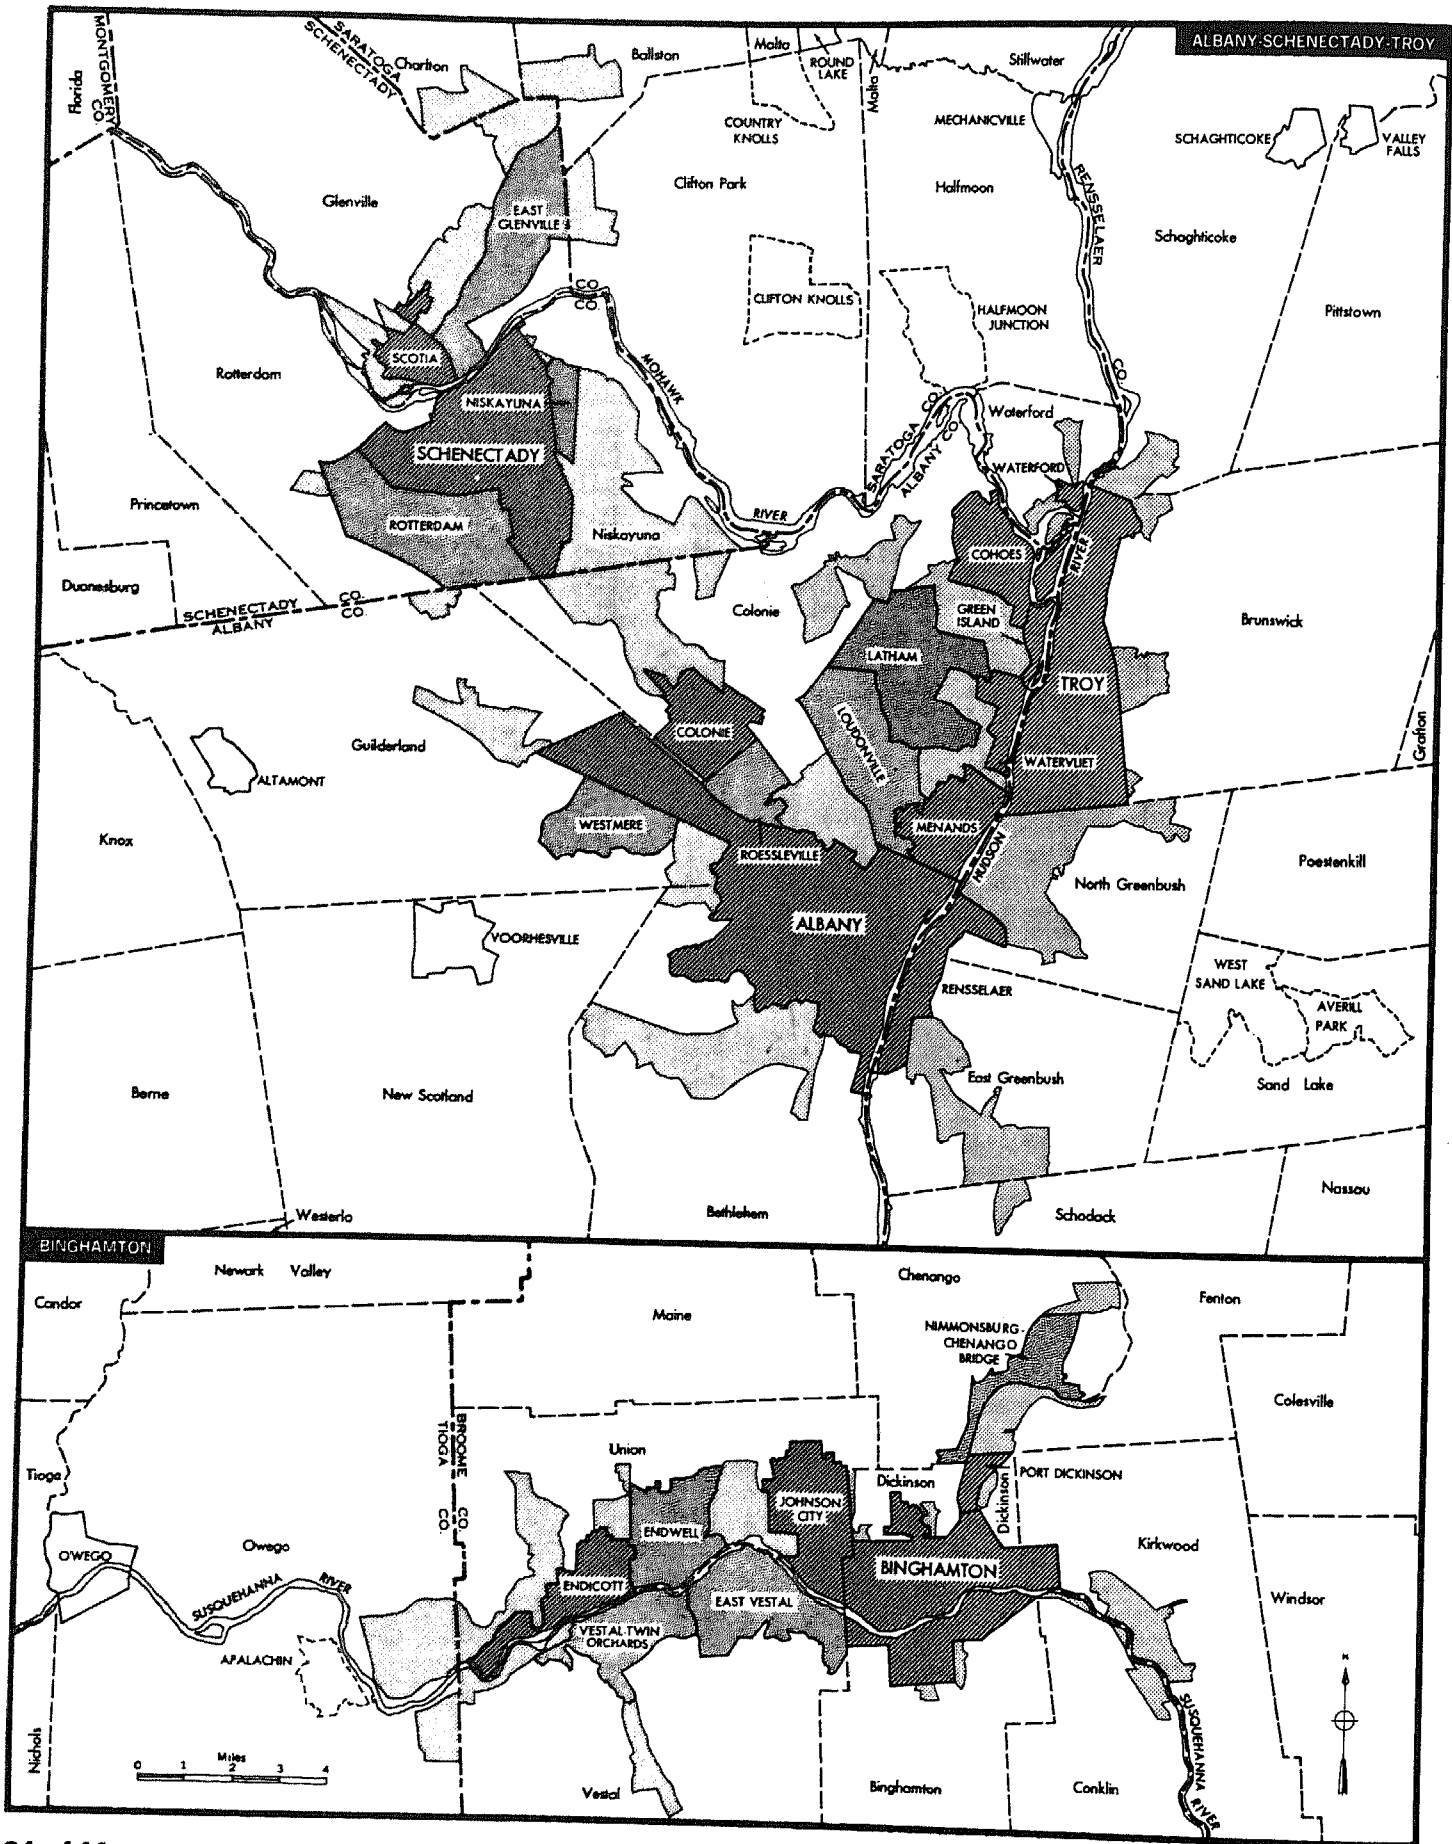 ALBANY-SCHENECTADY-TROY
MONTGOMERY
CO.
Florida
SARATOGA
SCHENECTADY
Charlton
Ballston
Malta
ROUND
LAKE
Malta
Stillwater
COUNTRY
KNOLLS
MECHANICVILLE
SCHAGHTICOKE
VALLEY
FALLS
Glenville
EAST
GLENVILLE
Clifton Park
Halfmoon
RENSSELAER
CO.
Schaghticoke
CO.
CO.
CLIFTON KNOLLS
HALFMOON
JUNCTION
Pittstown
SCOTIA
Rotterdam
MOHAWK
RIVER
NISKAYUNA
SCHENECTADY
SARATOGA CO.
ALBANY CO.
Waterford
WATERFORD
Princetown
ROTTERDAM
Niskayuna
COHOES
RIVER
Duanesburg
SCHENECTADY CO.
ALBANY CO.
Colonie
GREEN
ISLAND
Brunswick
LATHAM
TROY
LOUDONVILLE
Guilderland
COLONIE
Grafton
ALTAMONT
WATERVLIET
Knox
WESTMERE
MENANDS
HUDSON
ROESSLEVILLE
Poestenkill
North Greenbush
ALBANY
VOORHESVILLE
WEST
SAND LAKE
RENSSELAER
AVERILL
PARK
Berne
New Scotland
East Greenbush
Sand Lake
Westerlo
Bethlehem
Schodack
Nassau
BINGHAMTON
Newark Valley
Candor
Maine
Chenango
Fenton
NIMMONSBURG-
CHENANGO
BRIDGE
Colesville
BROOME CO.
TIOGA CO.
Tioga
Union
Dickinson
Dickinson
PORT DICKINSON
JOHNSON
CITY
ENDWELL
OWEGO
Owego
Kirkwood
BINGHAMTON
ENDICOTT
SUSQUEHANNA
RIVER
EAST VESTAL
Windsor
VESTAL-TWIN
ORCHARDS
APALACHIN
N
Nichols
SUSQUEHANNA
RIVER
Miles
0 1 2 3 4
Vestal
Binghamton
Conklin